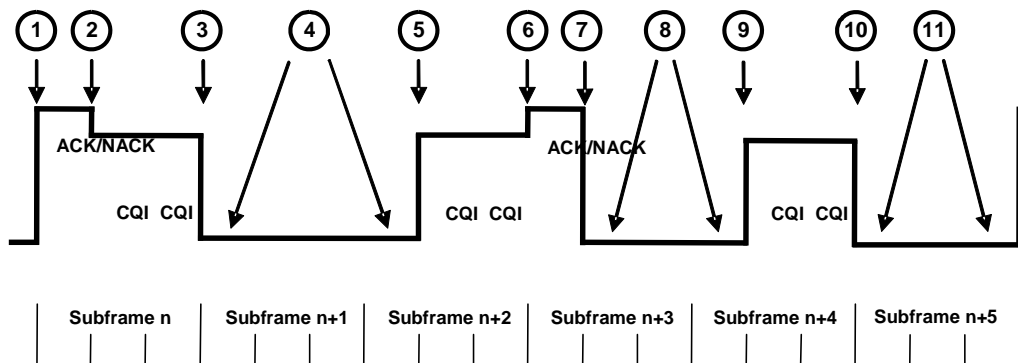 1 2 3 4 5 6 7 8 9 10 11
ACK/NACK ACK/NACK
CQI CQI CQI CQI CQI CQI
Subframe n Subframe n+1 Subframe n+2 Subframe n+3 Subframe n+4 Subframe n+5